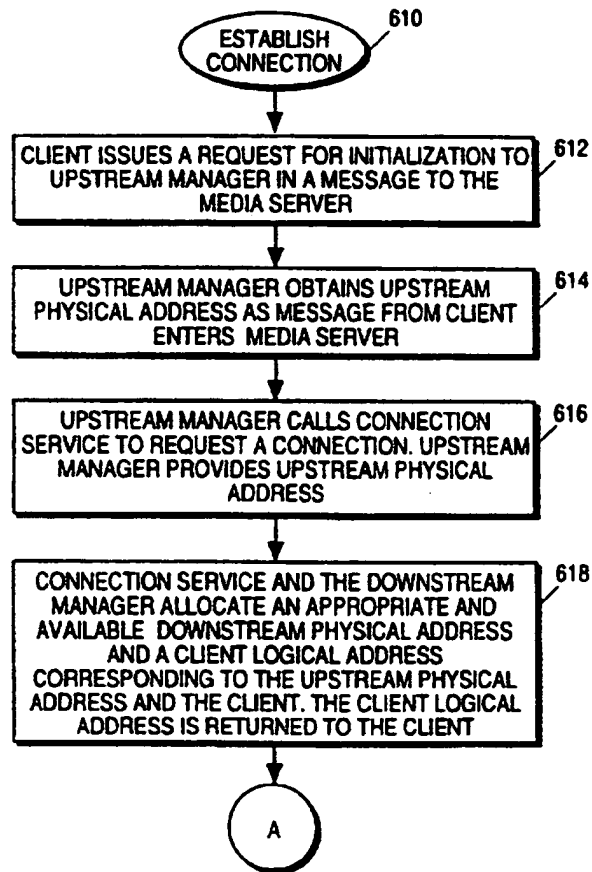 610
ESTABLISH
CONNECTION
612
CLIENT ISSUES A REQUEST FOR INITIALIZATION TO
UPSTREAM MANAGER IN A MESSAGE TO THE
MEDIA SERVER
614
UPSTREAM MANAGER OBTAINS UPSTREAM
PHYSICAL ADDRESS AS MESSAGE FROM CLIENT
ENTERS MEDIA SERVER
616
UPSTREAM MANAGER CALLS CONNECTION
SERVICE TO REQUEST A CONNECTION. UPSTREAM
MANAGER PROVIDES UPSTREAM PHYSICAL
ADDRESS
618
CONNECTION SERVICE AND THE DOWNSTREAM
MANAGER ALLOCATE AN APPROPRIATE AND
AVAILABLE DOWNSTREAM PHYSICAL ADDRESS
AND A CLIENT LOGICAL ADDRESS
CORRESPONDING TO THE UPSTREAM PHYSICAL
ADDRESS AND THE CLIENT. THE CLIENT LOGICAL
ADDRESS IS RETURNED TO THE CLIENT
A